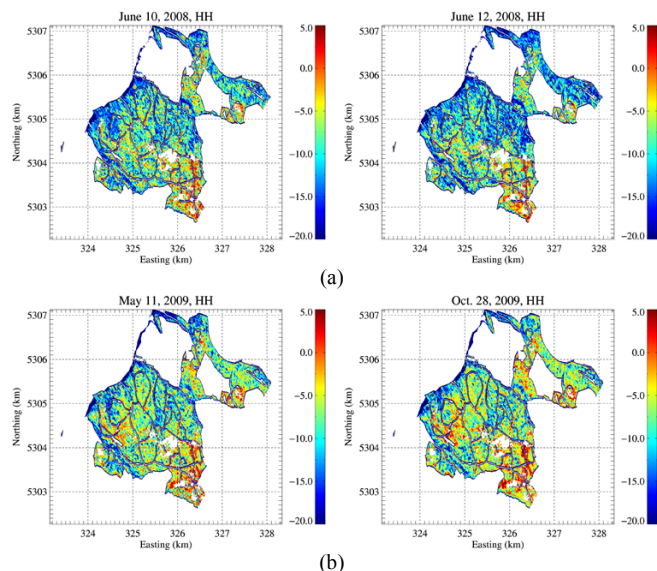 June 10, 2008, HH
June 12, 2008, HH
5307
5306
5305
5304
5303
Northing (km)
324 325 326 327 328
Easting (km)
5.0
0.0
−5.0
−10.0
−15.0
−20.0
5307
5306
5305
5304
5303
Northing (km)
324 325 326 327 328
Easting (km)
5.0
0.0
−5.0
−10.0
−15.0
−20.0
(a)
May 11, 2009, HH
Oct. 28, 2009, HH
5307
5306
5305
5304
5303
Northing (km)
324 325 326 327 328
Easting (km)
5.0
0.0
−5.0
−10.0
−15.0
−20.0
5307
5306
5305
5304
5303
Northing (km)
324 325 326 327 328
Easting (km)
5.0
0.0
−5.0
−10.0
−15.0
−20.0
(b)